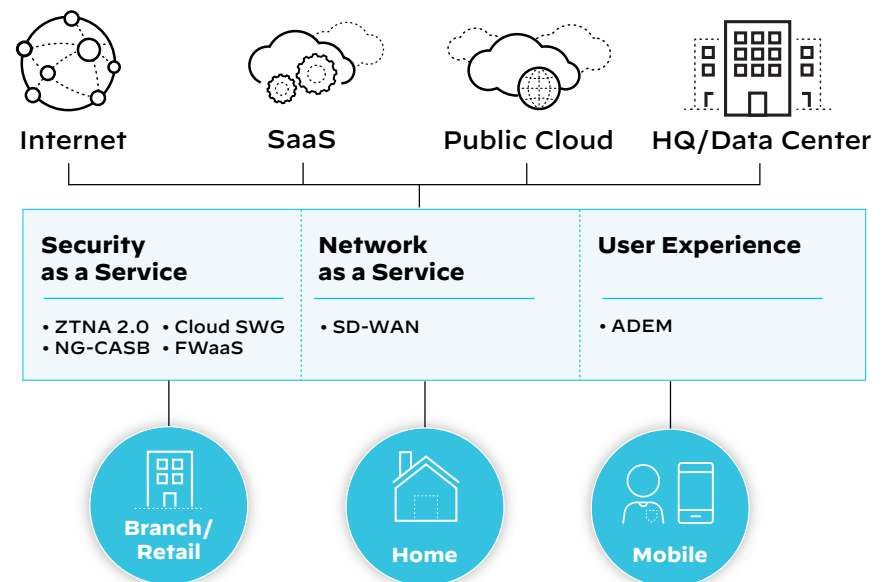 Internet
SaaS
Public Cloud
HQ/Data Center
Security
as a Service
• ZTNA 2.0 • Cloud SWG
• NG-CASB • FWaaS
Network
as a Service
• SD-WAN
User Experience
• ADEM
Branch/
Retail
Home
Mobile